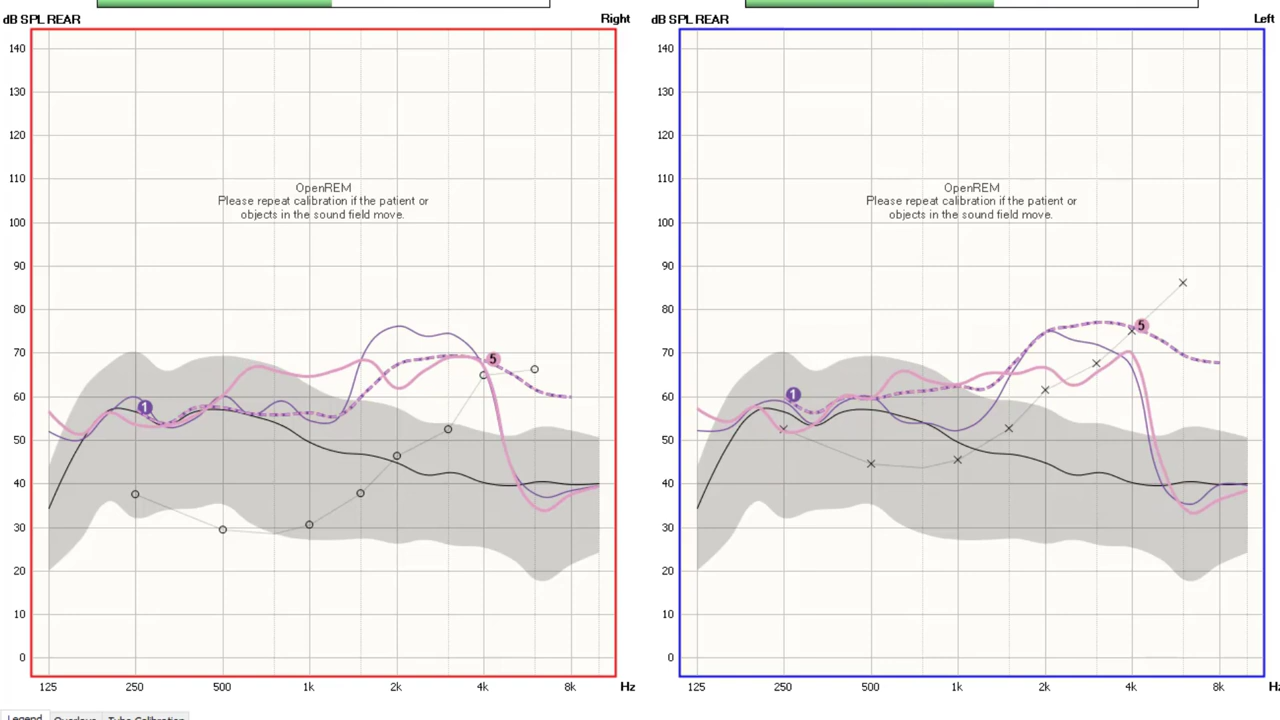 dB SPL REAR
Right
140
130
120
110
100
90
80
70
60
50
40
30
20
10
0
OpenREM
Please repeat calibration if the patient or
objects in the sound field move.
1
5
125 250 500 1k 2k 4k 8k Hz
dB SPL REAR
Left
140
130
120
110
100
90
80
70
60
50
40
30
20
10
0
OpenREM
Please repeat calibration if the patient or
objects in the sound field move.
1
5
125 250 500 1k 2k 4k 8k Hz
Legend Overlays Tube Calibration